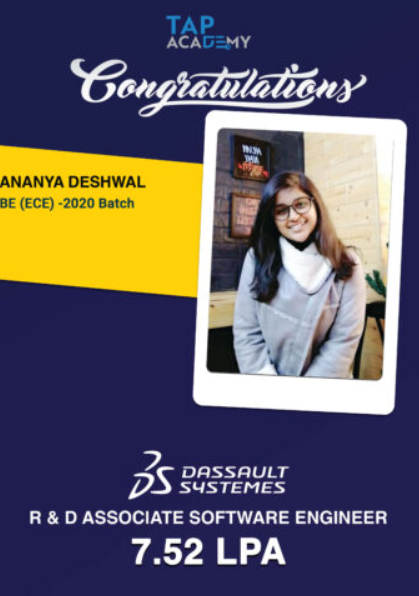 TAP
ACADEMY
Congratulations
ANANYA DESHWAL
BE (ECE) -2020 Batch
DASSAULT
SYSTEMES
R & D ASSOCIATE SOFTWARE ENGINEER
7.52 LPA